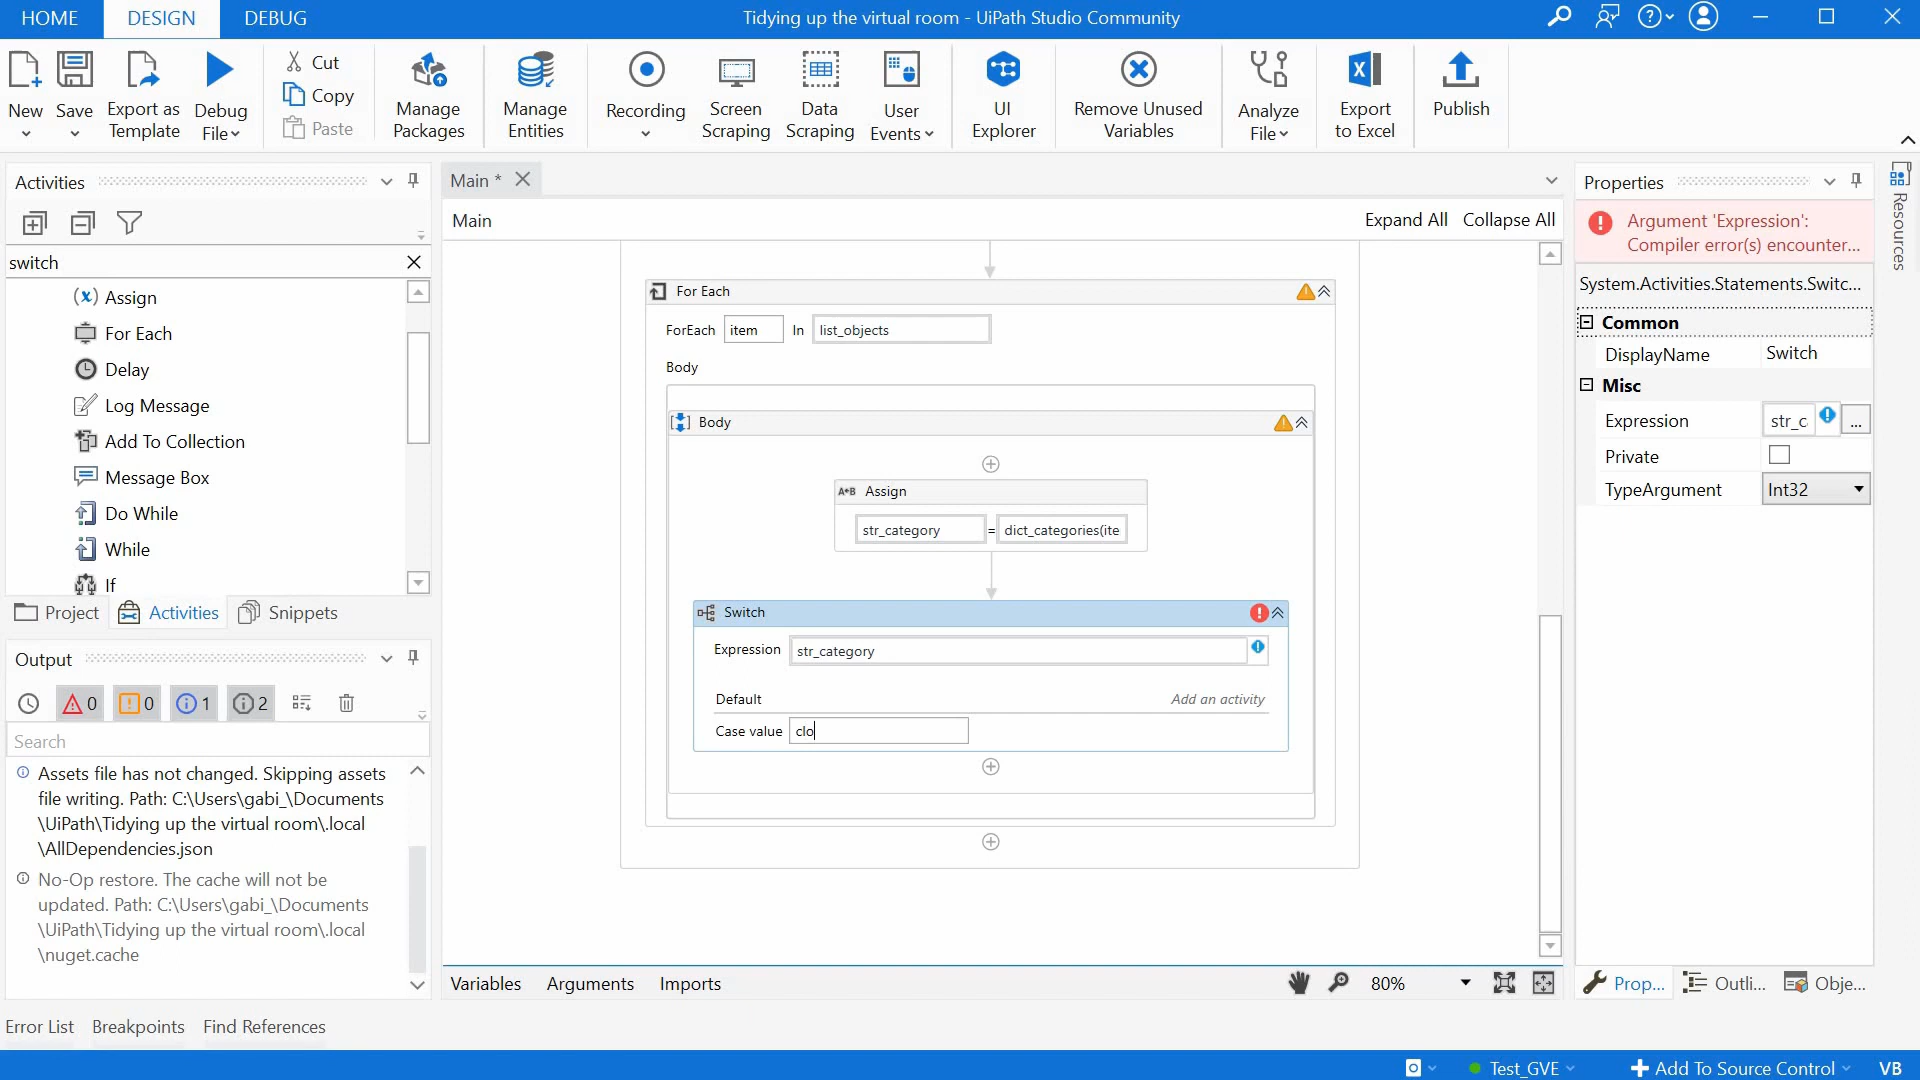 HOME DESIGN DEBUG Tidying up the virtual room - UiPath Studio Community
New Save Export as Template Debug File Cut Copy Paste Manage Packages Manage Entities Recording Screen Scraping Data Scraping User Events UI Explorer Remove Unused Variables Analyze File Export to Excel Publish
Activities
switch
Assign
For Each
Delay
Log Message
Add To Collection
Message Box
Do While
While
If
Project Activities Snippets
Output
0 0 1 2
Search
Assets file has not changed. Skipping assets
file writing. Path: C:\Users\gabi_\Documents
\UiPath\Tidying up the virtual room\.local
\AllDependencies.json
No-Op restore. The cache will not be
updated. Path: C:\Users\gabi_\Documents
\UiPath\Tidying up the virtual room\.local
\nuget.cache
Main *
Main Expand All Collapse All
For Each
ForEach item In list_objects
Body
Body
A+B Assign
str_category = dict_categories(ite
Switch
Expression str_category
Default Add an activity
Case value clo
Variables Arguments Imports 80%
Properties
Argument 'Expression':
Compiler error(s) encounter...
System.Activities.Statements.Switc...
Common
DisplayName Switch
Misc
Expression str_c ...
Private
TypeArgument Int32
Prop... Outli... Obje...
Resources
Error List Breakpoints Find References
Test_GVE Add To Source Control VB